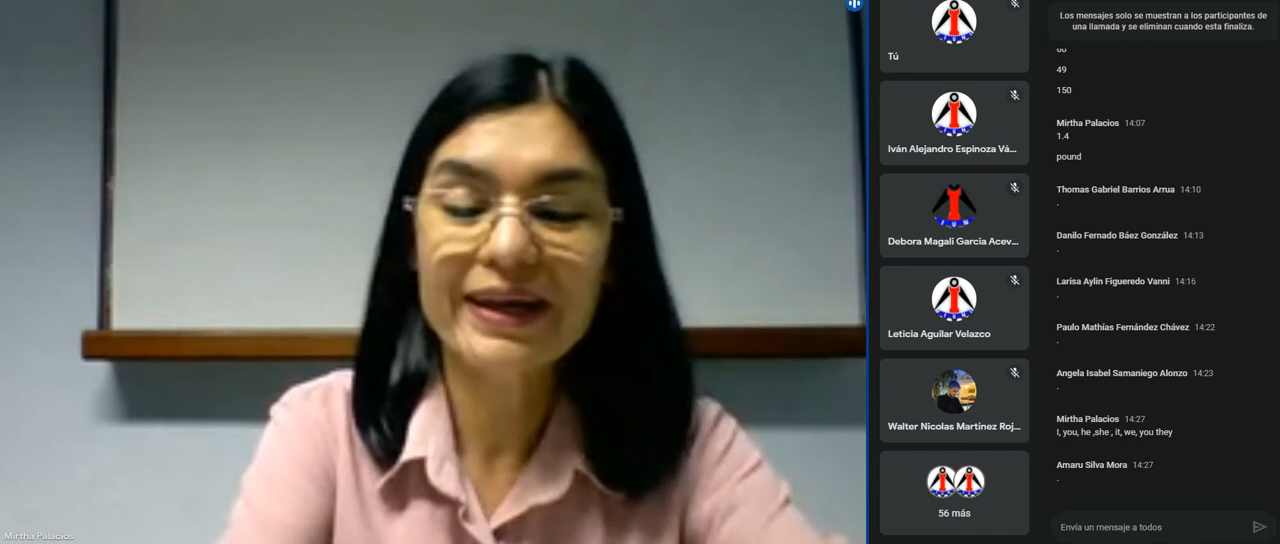 Mirtha Palacios
Tú
Iván Alejandro Espinoza Vá...
Debora Magali Garcia Acev...
Leticia Aguilar Velazco
Walter Nicolas Martínez Roj...
56 más
Los mensajes solo se muestran a los participantes de
una llamada y se eliminan cuando esta finaliza.
49
150
Mirtha Palacios 14:07
1.4
pound
Thomas Gabriel Barrios Arrua 14:10
.
Danilo Fernado Báez González 14:13
.
Larisa Aylin Figueredo Vanni 14:16
.
Paulo Mathías Fernández Chávez 14:22
.
Angela Isabel Samaniego Alonzo 14:23
.
Mirtha Palacios 14:27
I, you, he ,she , it, we, you they
Amaru Silva Mora 14:27
.
Envía un mensaje a todos